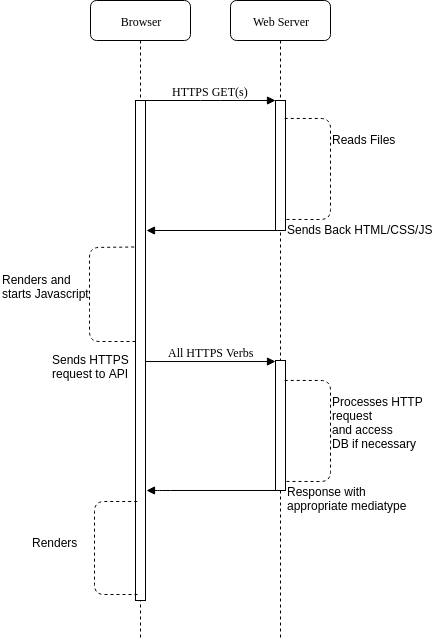 Browser
Web Server
HTTPS GET(s)
Reads Files
Sends Back HTML/CSS/JS
Renders and
starts Javascript
Sends HTTPS
request to API
All HTTPS Verbs
Processes HTTP
request
and access
DB if necessary
Response with
appropriate mediatype
Renders